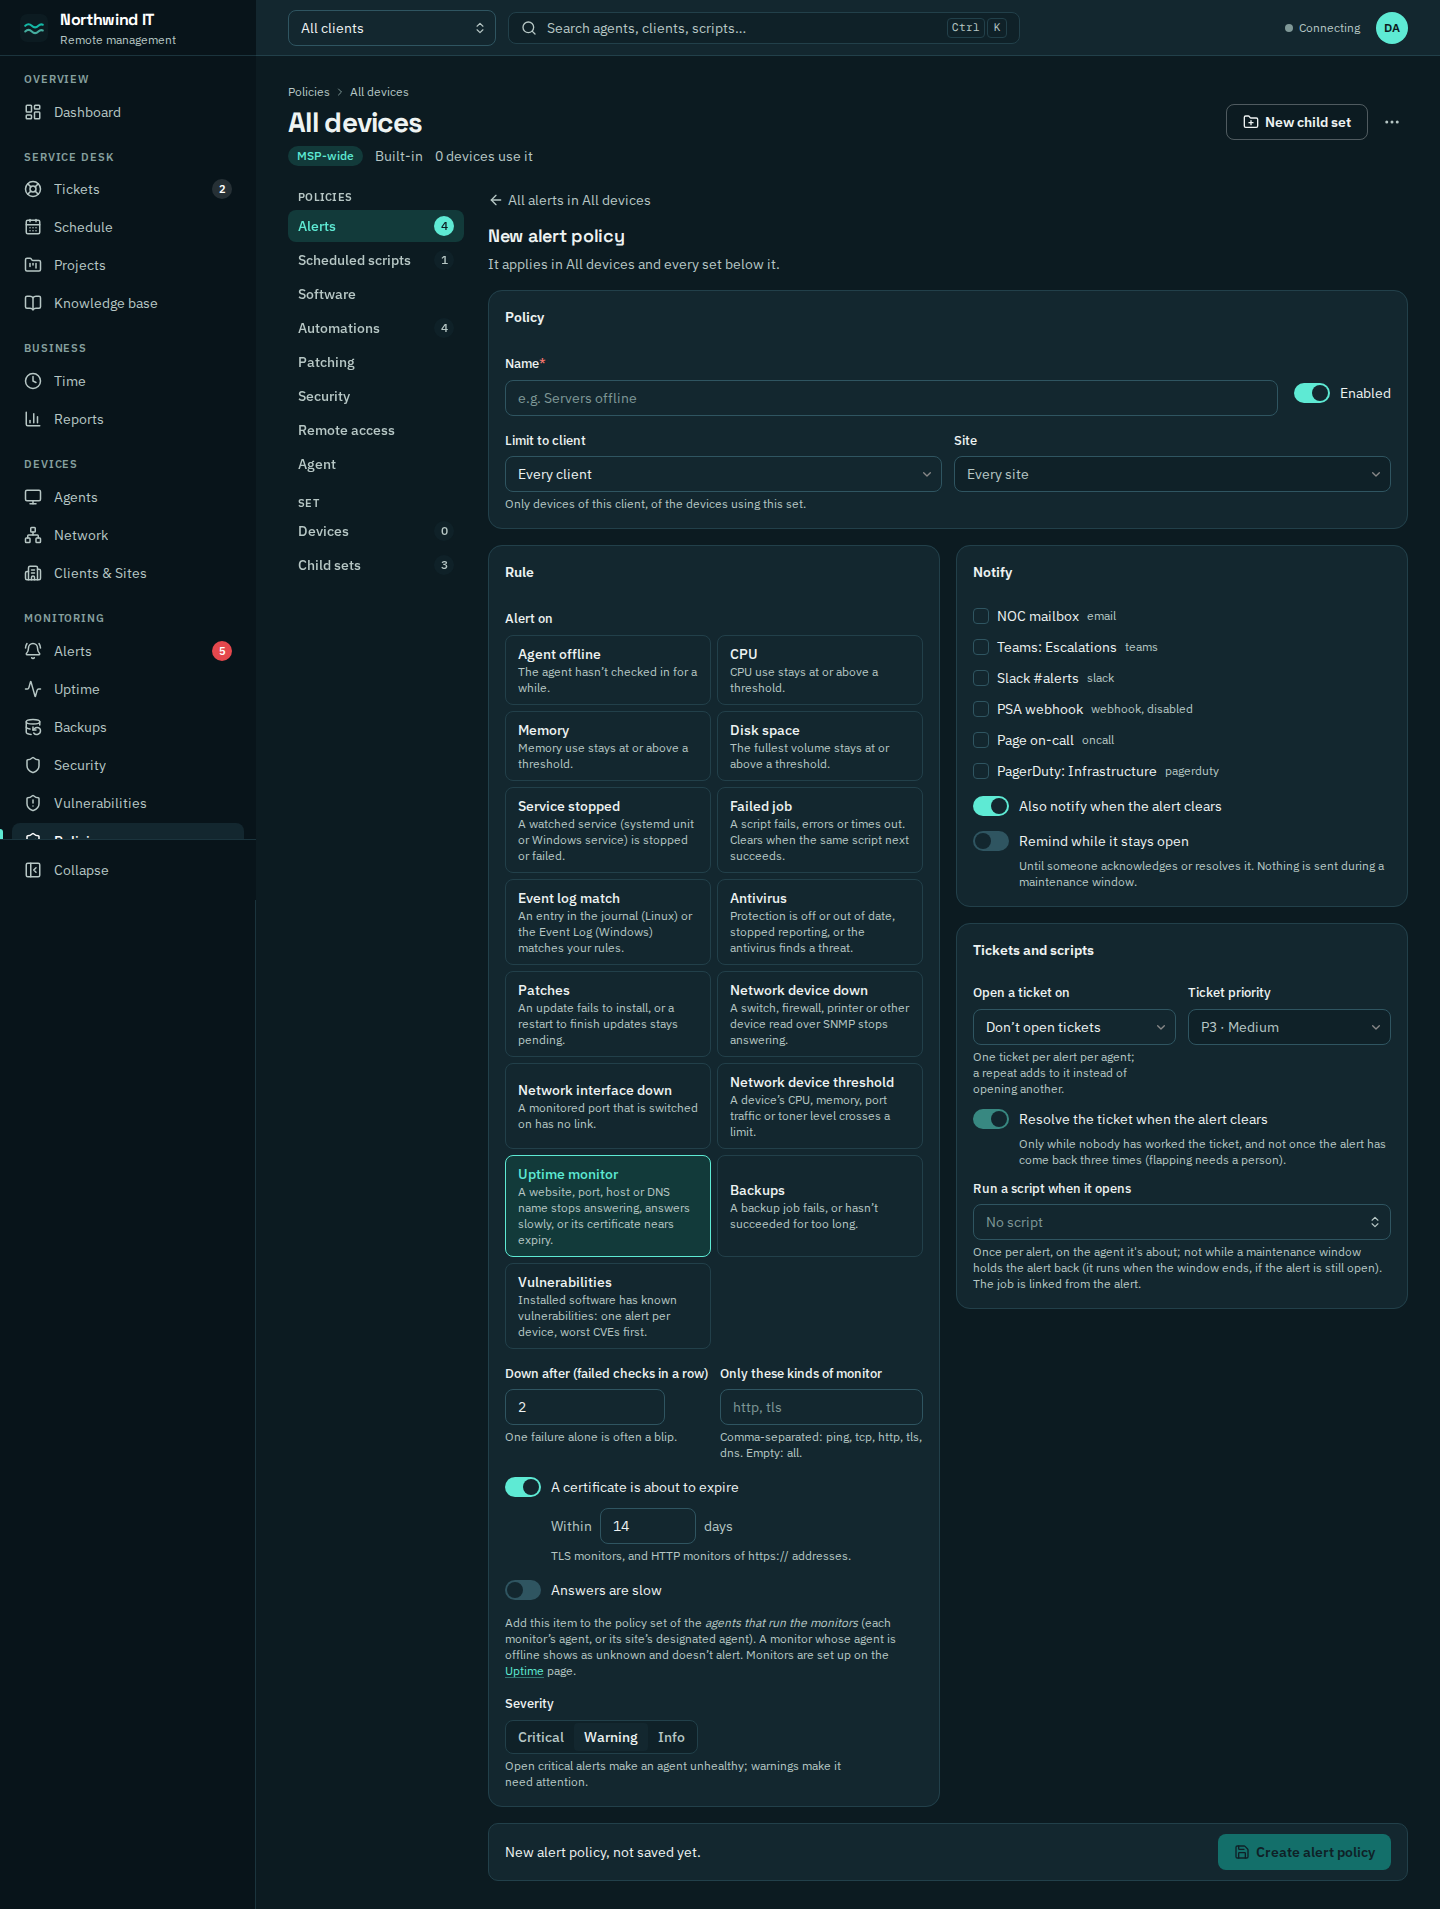 Northwind IT
Remote management
All clients
Search agents, clients, scripts...
Ctrl K
Connecting
DA
OVERVIEW
Dashboard
SERVICE DESK
Tickets 2
Schedule
Projects
Knowledge base
BUSINESS
Time
Reports
DEVICES
Agents
Network
Clients & Sites
MONITORING
Alerts 5
Uptime
Backups
Security
Vulnerabilities
Collapse
Policies > All devices
All devices
MSP-wide Built-in 0 devices use it
New child set
POLICIES
Alerts 4
Scheduled scripts 1
Software
Automations 4
Patching
Security
Remote access
Agent
SET
Devices 0
Child sets 3
← All alerts in All devices
New alert policy
It applies in All devices and every set below it.
Policy
Name*
e.g. Servers offline
Enabled
Limit to client
Every client
Only devices of this client, of the devices using this set.
Site
Every site
Rule
Alert on
Agent offline
The agent hasn't checked in for a
while.
CPU
CPU use stays at or above a
threshold.
Memory
Memory use stays at or above a
threshold.
Disk space
The fullest volume stays at or
above a threshold.
Service stopped
A watched service (systemd unit
or Windows service) is stopped
or failed.
Failed job
A script fails, errors or times out.
Clears when the same script next
succeeds.
Event log match
An entry in the journal (Linux) or
the Event Log (Windows)
matches your rules.
Antivirus
Protection is off or out of date,
stopped reporting, or the
antivirus finds a threat.
Patches
An update fails to install, or a
restart to finish updates stays
pending.
Network device down
A switch, firewall, printer or other
device read over SNMP stops
answering.
Network interface down
A monitored port that is switched
on has no link.
Network device threshold
A device's CPU, memory, port
traffic or toner level crosses a
limit.
Uptime monitor
A website, port, host or DNS
name stops answering, answers
slowly, or its certificate nears
expiry.
Backups
A backup job fails, or hasn't
succeeded for too long.
Vulnerabilities
Installed software has known
vulnerabilities: one alert per
device, worst CVEs first.
Down after (failed checks in a row)
2
One failure alone is often a blip.
Only these kinds of monitor
http, tls
Comma-separated: ping, tcp, http, tls,
dns. Empty: all.
A certificate is about to expire
Within 14 days
TLS monitors, and HTTP monitors of https:// addresses.
Answers are slow
Add this item to the policy set of the agents that run the monitors (each
monitor's agent, or its site's designated agent). A monitor whose agent is
offline shows as unknown and doesn't alert. Monitors are set up on the
Uptime page.
Severity
Critical Warning Info
Open critical alerts make an agent unhealthy; warnings make it
need attention.
Notify
NOC mailbox email
Teams: Escalations teams
Slack #alerts slack
PSA webhook webhook, disabled
Page on-call oncall
PagerDuty: Infrastructure pagerduty
Also notify when the alert clears
Remind while it stays open
Until someone acknowledges or resolves it. Nothing is sent during a
maintenance window.
Tickets and scripts
Open a ticket on
Don't open tickets
One ticket per alert per agent;
a repeat adds to it instead of
opening another.
Ticket priority
P3 · Medium
Resolve the ticket when the alert clears
Only while nobody has worked the ticket, and not once the alert has
come back three times (flapping needs a person).
Run a script when it opens
No script
Once per alert, on the agent it's about; not while a maintenance window
holds the alert back (it runs when the window ends, if the alert is still open).
The job is linked from the alert.
New alert policy, not saved yet.
Create alert policy